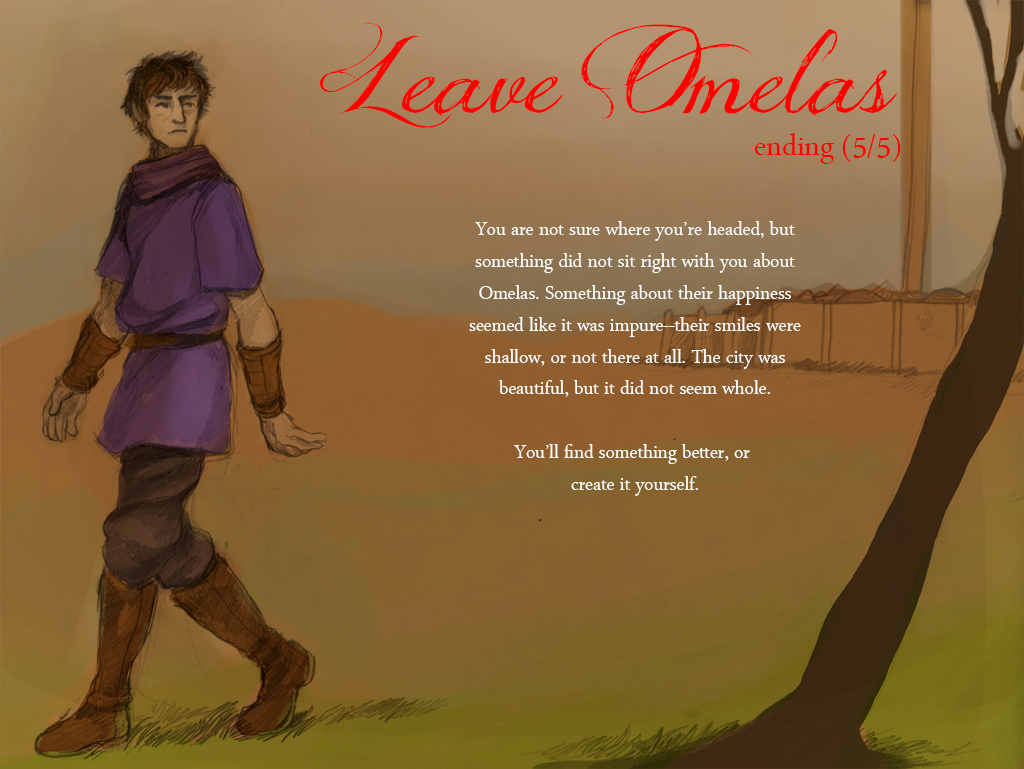 Leave Omelas
ending (5/5)
You are not sure where you're headed, but
something did not sit right with you about
Omelas. Something about their happiness
seemed like it was impure--their smiles were
shallow, or not there at all. The city was
beautiful, but it did not seem whole.
You'll find something better, or
create it yourself.